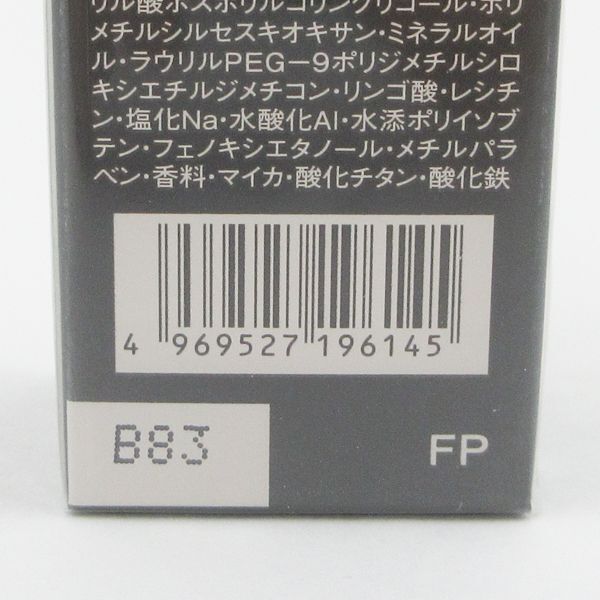 リル酸ホスホリルコリングリコール・ポリ
メチルシルセスキオキサン・ミネラルオイ
ル・ラウリルPEG－9ポリジメチルシロ
キシエチルジメチコン・リンゴ酸・レシチ
ン・塩化Na・水酸化Al・水添ポリイソブ
テン・フェノキシエタノール・メチルパラ
ベン・香料・マイカ・酸化チタン・酸化鉄
4 969527 196145
B83
FP